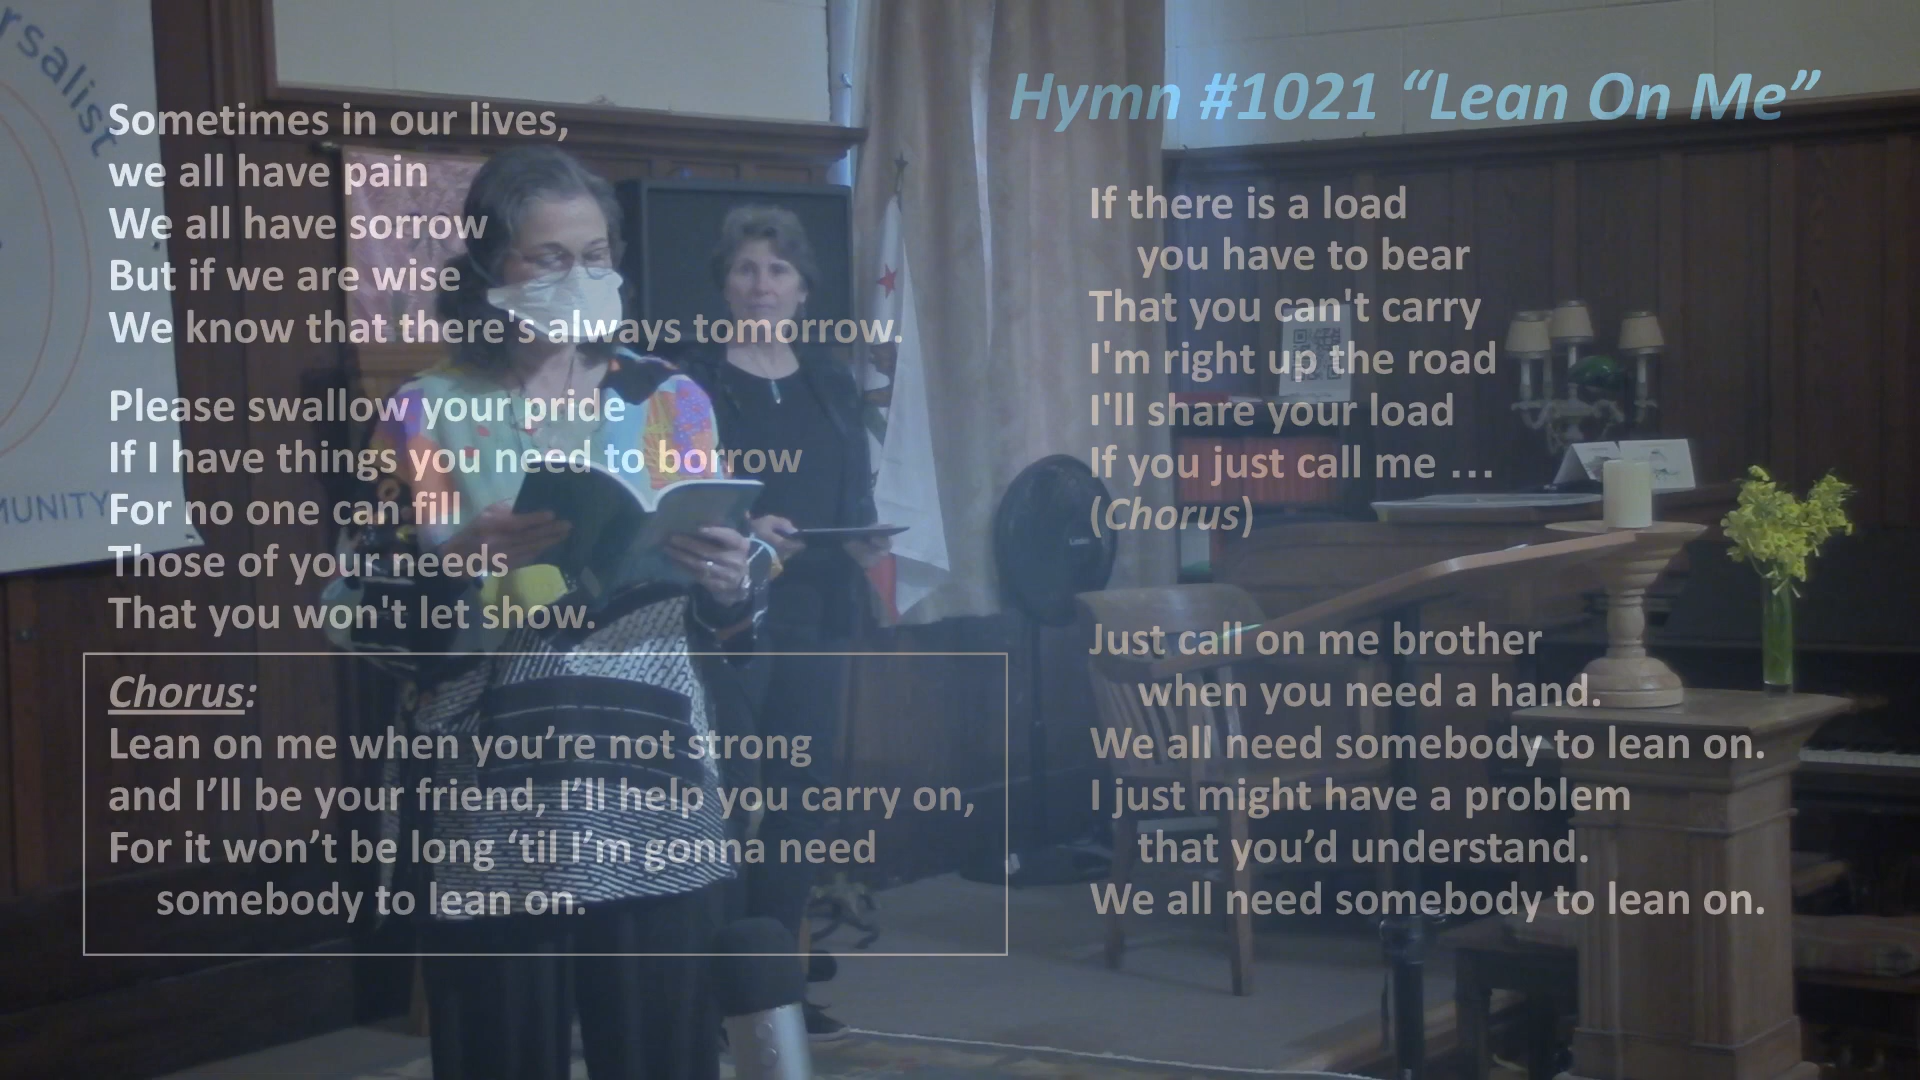 rsalist
MUNITY
Sometimes in our lives,
we all have pain
We all have sorrow
But if we are wise
We know that there's always tomorrow.
Please swallow your pride
If I have things you need to borrow
For no one can fill
Those of your needs
That you won't let show.
Chorus:
Lean on me when you’re not strong
and I’ll be your friend, I’ll help you carry on,
For it won’t be long ‘til I’m gonna need
somebody to lean on.
Hymn #1021 “Lean On Me”
If there is a load
you have to bear
That you can't carry
I'm right up the road
I'll share your load
If you just call me …
(Chorus)
Just call on me brother
when you need a hand.
We all need somebody to lean on.
I just might have a problem
that you’d understand.
We all need somebody to lean on.